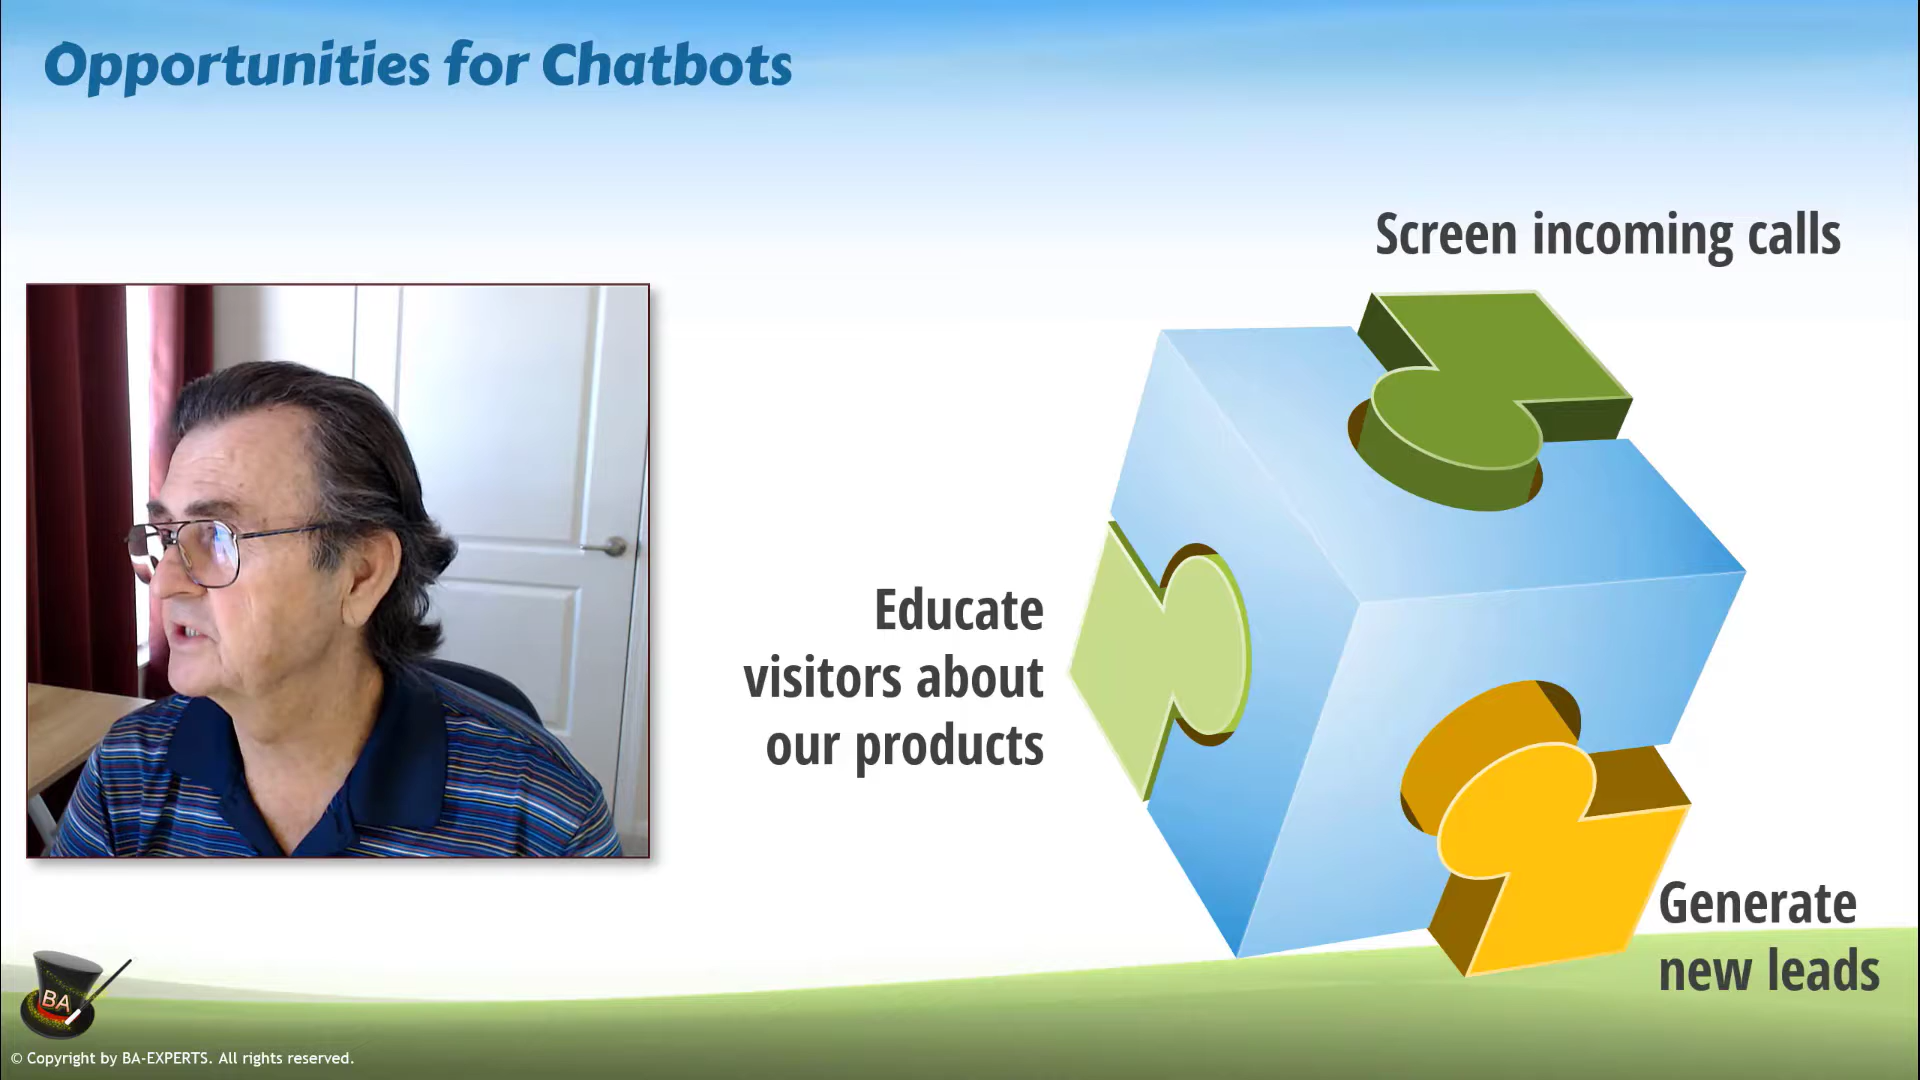 Opportunities for Chatbots
Screen incoming calls
Educate
visitors about
our products
Generate
new leads
BA
© Copyright by BA-EXPERTS. All rights reserved.